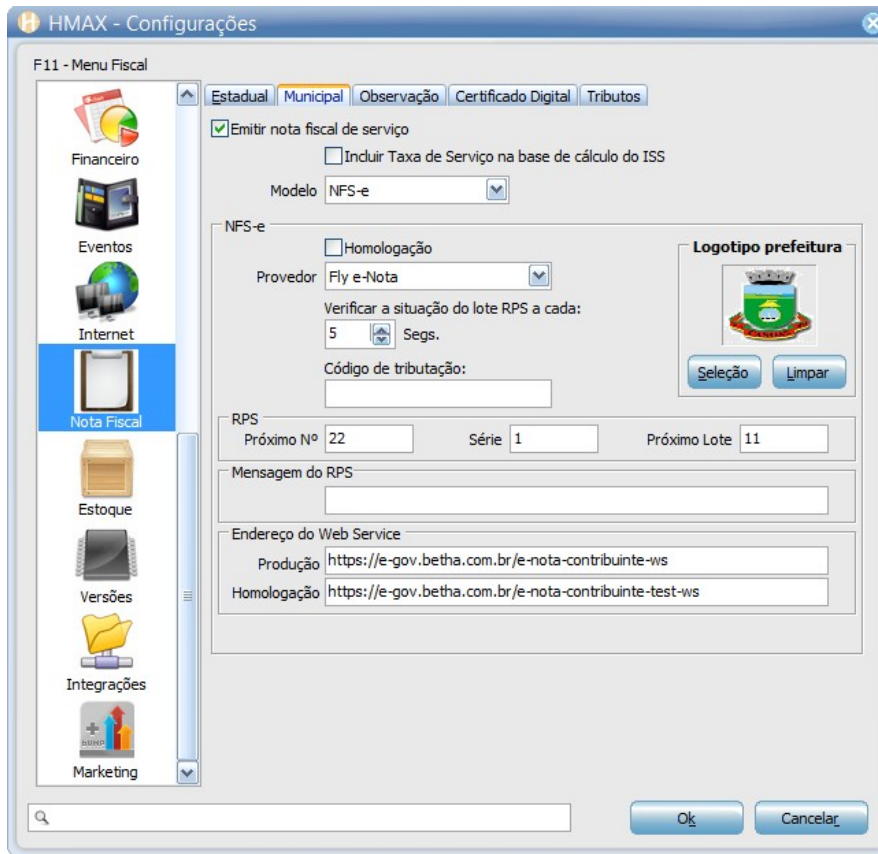 HMAX - Configurações
F11 - Menu Fiscal
Financeiro
Eventos
Internet
Nota Fiscal
Estoque
Versões
Integrações
Marketing
Estadual Municipal Observação Certificado Digital Tributos
Emitir nota fiscal de serviço
Incluir Taxa de Serviço na base de cálculo do ISS
Modelo NFS-e
NFS-e
Homologação
Provedor Fly e-Nota
Verificar a situação do lote RPS a cada:
5 Segs.
Código de tributação:
Logotipo prefeitura
Seleção Limpar
RPS
Próximo Nº 22 Série 1 Próximo Lote 11
Mensagem do RPS
Endereço do Web Service
Produção https://e-gov.betha.com.br/e-nota-contribuinte-ws
Homologação https://e-gov.betha.com.br/e-nota-contribuinte-test-ws
Ok Cancelar